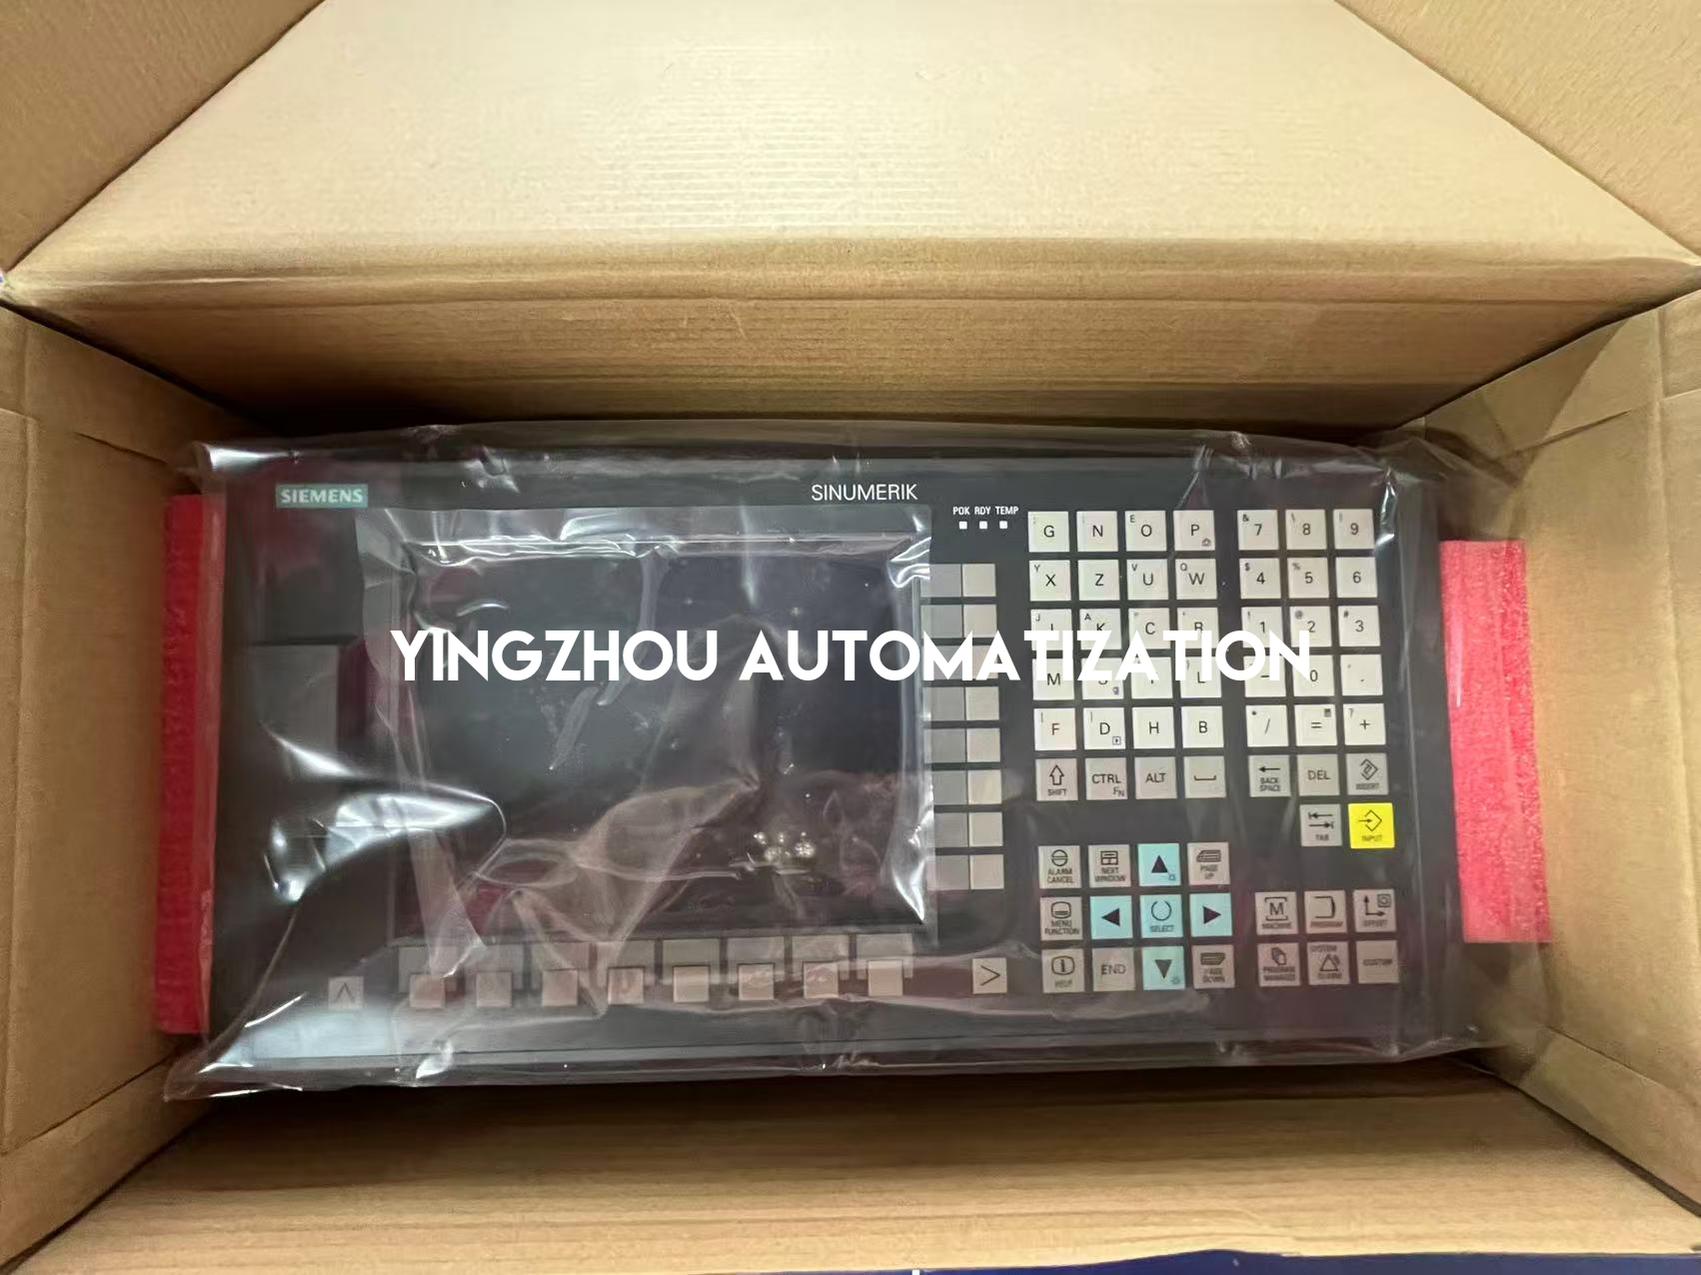 SIEMENS
SINUMERIK
POK RDY TEMP
G N E O P & 7 \ 8 9
Y X Z V U Q W $ 4 % 5 6
J A K C 1 @ 2 # 3
YINGZHOU AUTOMATIZATION
M L 0
F D H B / = ? +
SHIFT
CTRL FN
ALT
BACK SPACE
DEL
INSERT
TAB
INPUT
ALARM CANCEL
NEXT WINDOW
PAGE UP
MENU FUNCTION
SELECT
M MACHINE
PROGRAM
OFFSET
HELP
END
PAGE DOWN
PROGRAM MANAGER
SYSTEM ALARM
CUSTOM